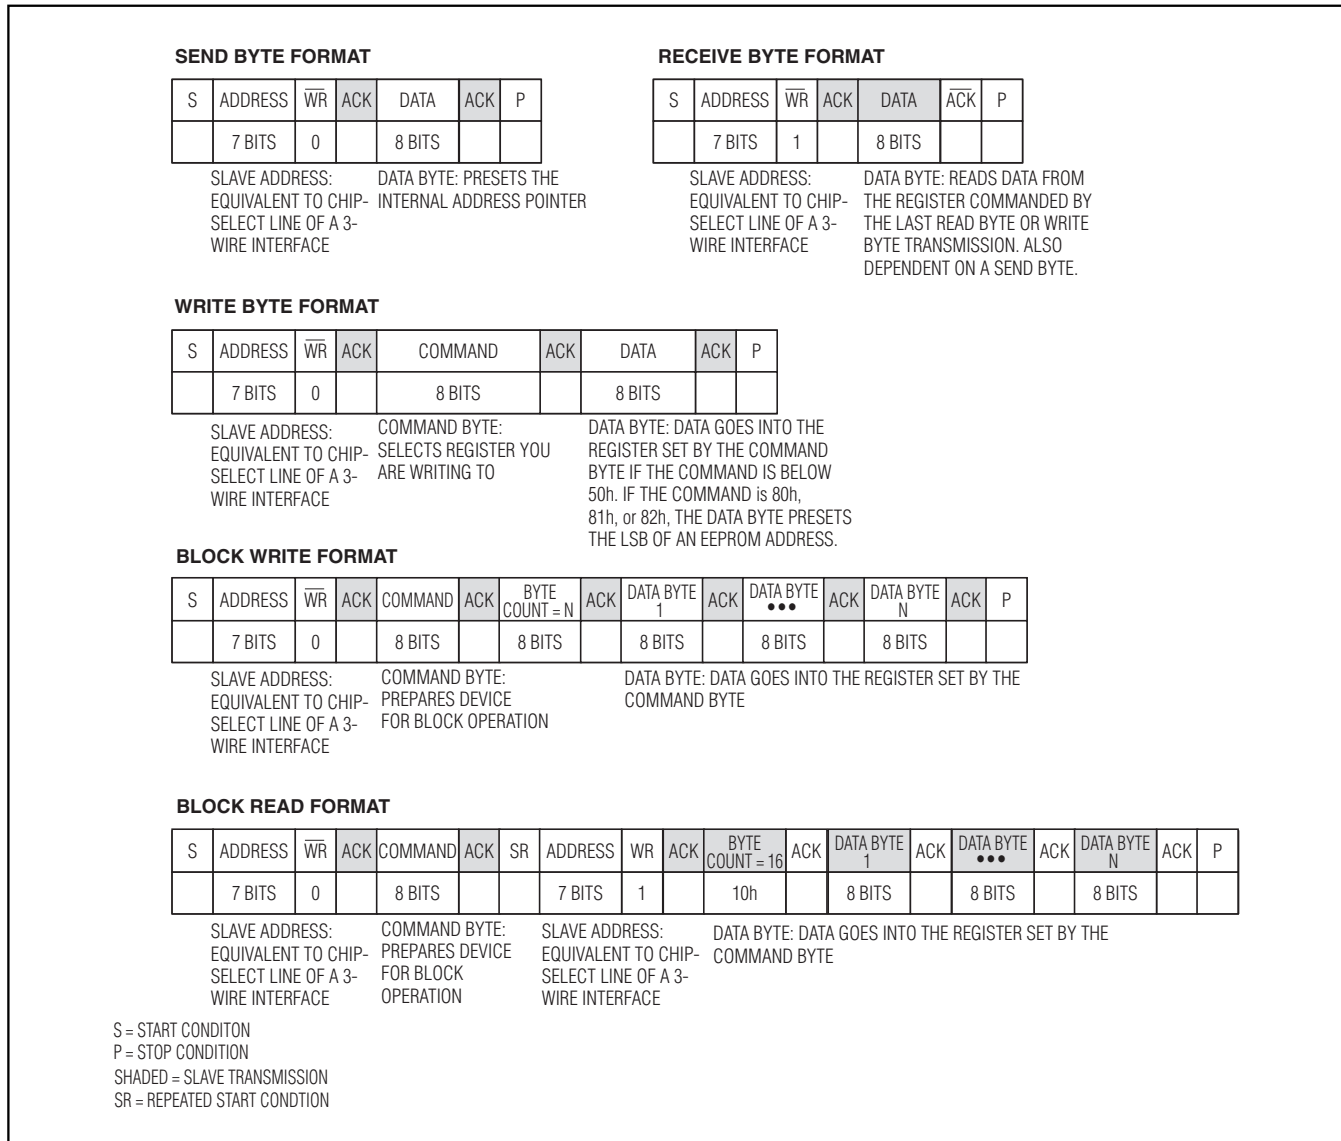 SEND BYTE FORMAT
S ADDRESS W̅R̅ ACK DATA ACK P
7 BITS 0 8 BITS
SLAVE ADDRESS:
EQUIVALENT TO CHIP-
SELECT LINE OF A 3-
WIRE INTERFACE
DATA BYTE: PRESETS THE
INTERNAL ADDRESS POINTER
RECEIVE BYTE FORMAT
S ADDRESS W̅R̅ ACK DATA A̅C̅K̅ P
7 BITS 1 8 BITS
SLAVE ADDRESS:
EQUIVALENT TO CHIP-
SELECT LINE OF A 3-
WIRE INTERFACE
DATA BYTE: READS DATA FROM
THE REGISTER COMMANDED BY
THE LAST READ BYTE OR WRITE
BYTE TRANSMISSION. ALSO
DEPENDENT ON A SEND BYTE.
WRITE BYTE FORMAT
S ADDRESS W̅R̅ ACK COMMAND ACK DATA ACK P
7 BITS 0 8 BITS 8 BITS
SLAVE ADDRESS:
EQUIVALENT TO CHIP-
SELECT LINE OF A 3-
WIRE INTERFACE
COMMAND BYTE:
SELECTS REGISTER YOU
ARE WRITING TO
DATA BYTE: DATA GOES INTO THE
REGISTER SET BY THE COMMAND
BYTE IF THE COMMAND IS BELOW
50h. IF THE COMMAND is 80h,
81h, or 82h, THE DATA BYTE PRESETS
THE LSB OF AN EEPROM ADDRESS.
BLOCK WRITE FORMAT
S ADDRESS W̅R̅ ACK COMMAND ACK BYTE COUNT = N ACK DATA BYTE 1 ACK DATA BYTE ••• ACK DATA BYTE N ACK P
7 BITS 0 8 BITS 8 BITS 8 BITS 8 BITS 8 BITS
SLAVE ADDRESS:
EQUIVALENT TO CHIP-
SELECT LINE OF A 3-
WIRE INTERFACE
COMMAND BYTE:
PREPARES DEVICE
FOR BLOCK OPERATION
DATA BYTE: DATA GOES INTO THE REGISTER SET BY THE
COMMAND BYTE
BLOCK READ FORMAT
S ADDRESS W̅R̅ ACK COMMAND ACK SR ADDRESS WR ACK BYTE COUNT = 16 ACK DATA BYTE 1 ACK DATA BYTE ••• ACK DATA BYTE N ACK P
7 BITS 0 8 BITS 7 BITS 1 10h 8 BITS 8 BITS 8 BITS
SLAVE ADDRESS:
EQUIVALENT TO CHIP-
SELECT LINE OF A 3-
WIRE INTERFACE
COMMAND BYTE:
PREPARES DEVICE
FOR BLOCK
OPERATION
SLAVE ADDRESS:
EQUIVALENT TO CHIP-
SELECT LINE OF A 3-
WIRE INTERFACE
DATA BYTE: DATA GOES INTO THE REGISTER SET BY THE
COMMAND BYTE
S = START CONDITON
P = STOP CONDITION
SHADED = SLAVE TRANSMISSION
SR = REPEATED START CONDTION